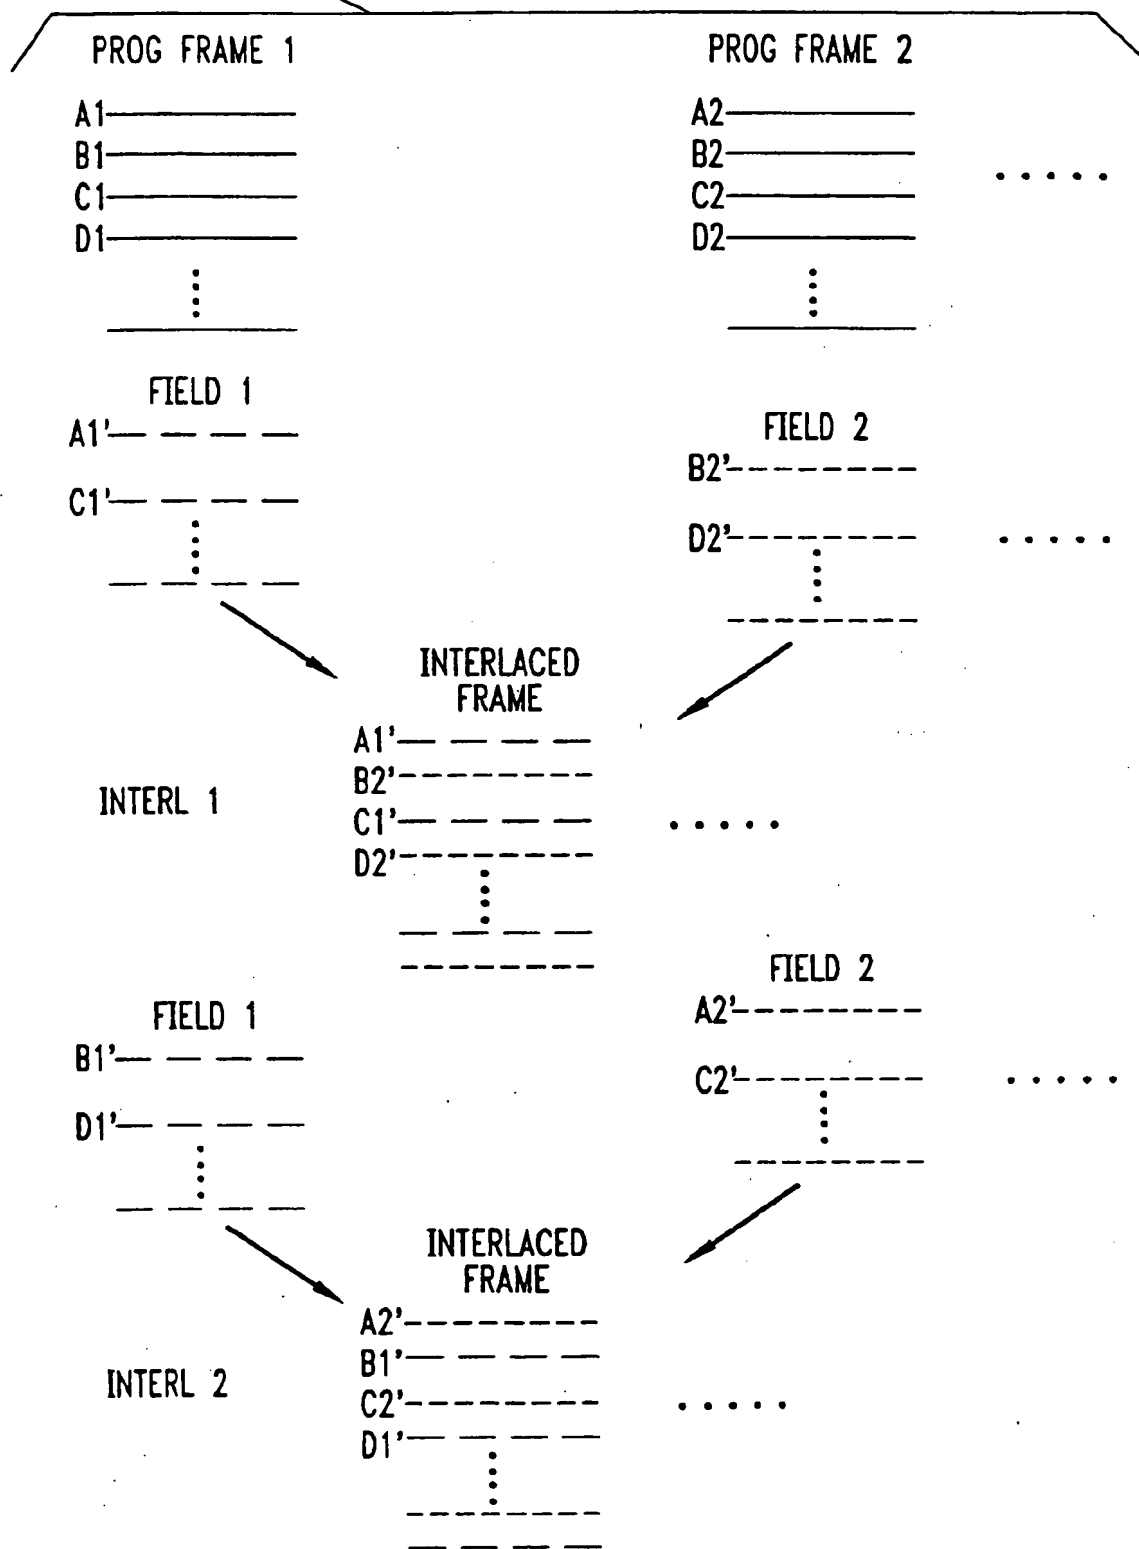 PROG FRAME 1
A1
B1
C1
D1
PROG FRAME 2
A2
B2
C2
D2
FIELD 1
A1'
C1'
FIELD 2
B2'
D2'
INTERLACED
FRAME
INTERL 1
A1'
B2'
C1'
D2'
FIELD 1
B1'
D1'
FIELD 2
A2'
C2'
INTERLACED
FRAME
INTERL 2
A2'
B1'
C2'
D1'